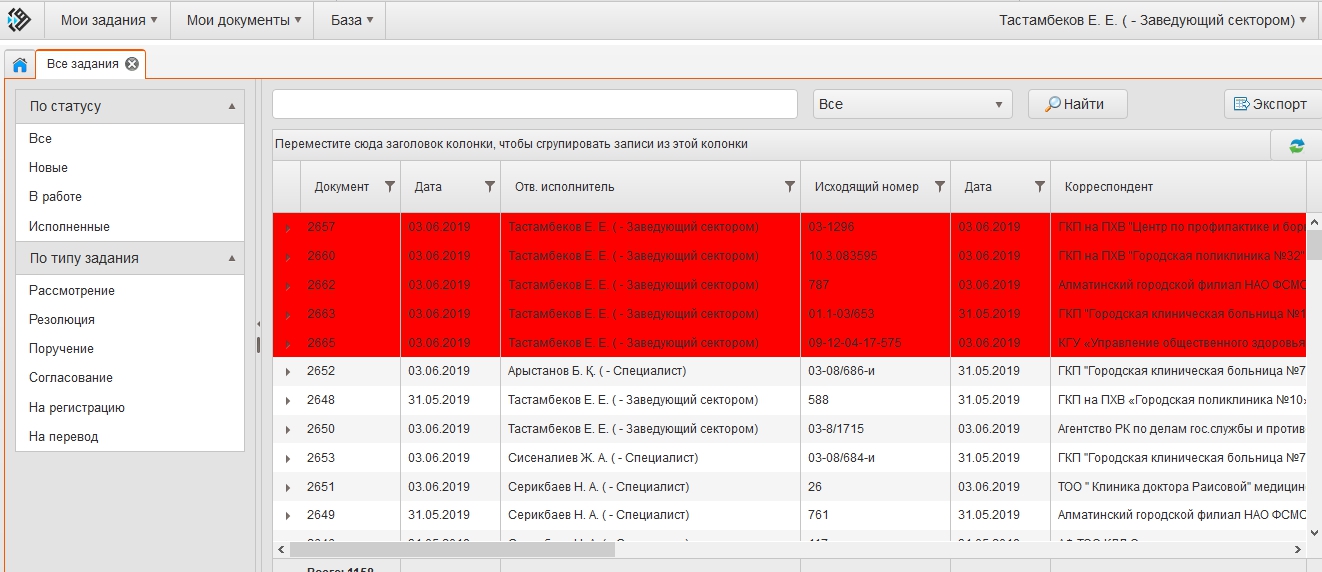 Мои задания Мои документы База Тастамбеков Е. Е. ( - Заведующий сектором)
Все задания
По статусу
Все
Новые
В работе
Исполненные
По типу задания
Рассмотрение
Резолюция
Поручение
Согласование
На регистрацию
На перевод
Все Найти Экспорт
Переместите сюда заголовок колонки, чтобы сгрупировать записи из этой колонки
Документ Дата Отв. исполнитель Исходящий номер Дата Корреспондент
2657 03.06.2019 Тастамбеков Е. Е. ( - Заведующий сектором) 03-1296 03.06.2019 ГКП на ПХВ "Центр по профилактике и борь
2660 03.06.2019 Тастамбеков Е. Е. ( - Заведующий сектором) 10.3.083595 03.06.2019 ГКП на ПХВ "Городская поликлиника №32"
2662 03.06.2019 Тастамбеков Е. Е. ( - Заведующий сектором) 787 03.06.2019 Алматинский городской филиал НАО ФСМС
2663 03.06.2019 Тастамбеков Е. Е. ( - Заведующий сектором) 01.1-03/653 31.05.2019 ГКП "Городская клиническая больница №1
2665 03.06.2019 Тастамбеков Е. Е. ( - Заведующий сектором) 09-12-04-17-575 03.06.2019 КГУ «Управление общественного здоровья
2652 03.06.2019 Арыстанов Б. Қ. ( - Специалист) 03-08/686-и 31.05.2019 ГКП "Городская клиническая больница №7
2648 03.06.2019 Тастамбеков Е. Е. ( - Заведующий сектором) 588 31.05.2019 ГКП на ПХВ «Городская поликлиника №10»
2650 03.06.2019 Тастамбеков Е. Е. ( - Заведующий сектором) 03-8/1715 03.06.2019 Агентство РК по делам гос.службы и против
2653 03.06.2019 Сисеналиев Ж. А. ( - Специалист) 03-08/684-и 31.05.2019 ГКП "Городская клиническая больница №7
2651 03.06.2019 Серикбаев Н. А. ( - Специалист) 26 03.06.2019 ТОО " Клиника доктора Раисовой" медицин
2649 31.05.2019 Серикбаев Н. А. ( - Специалист) 761 31.05.2019 Алматинский городской филиал НАО ФСМС
Всего: 1158